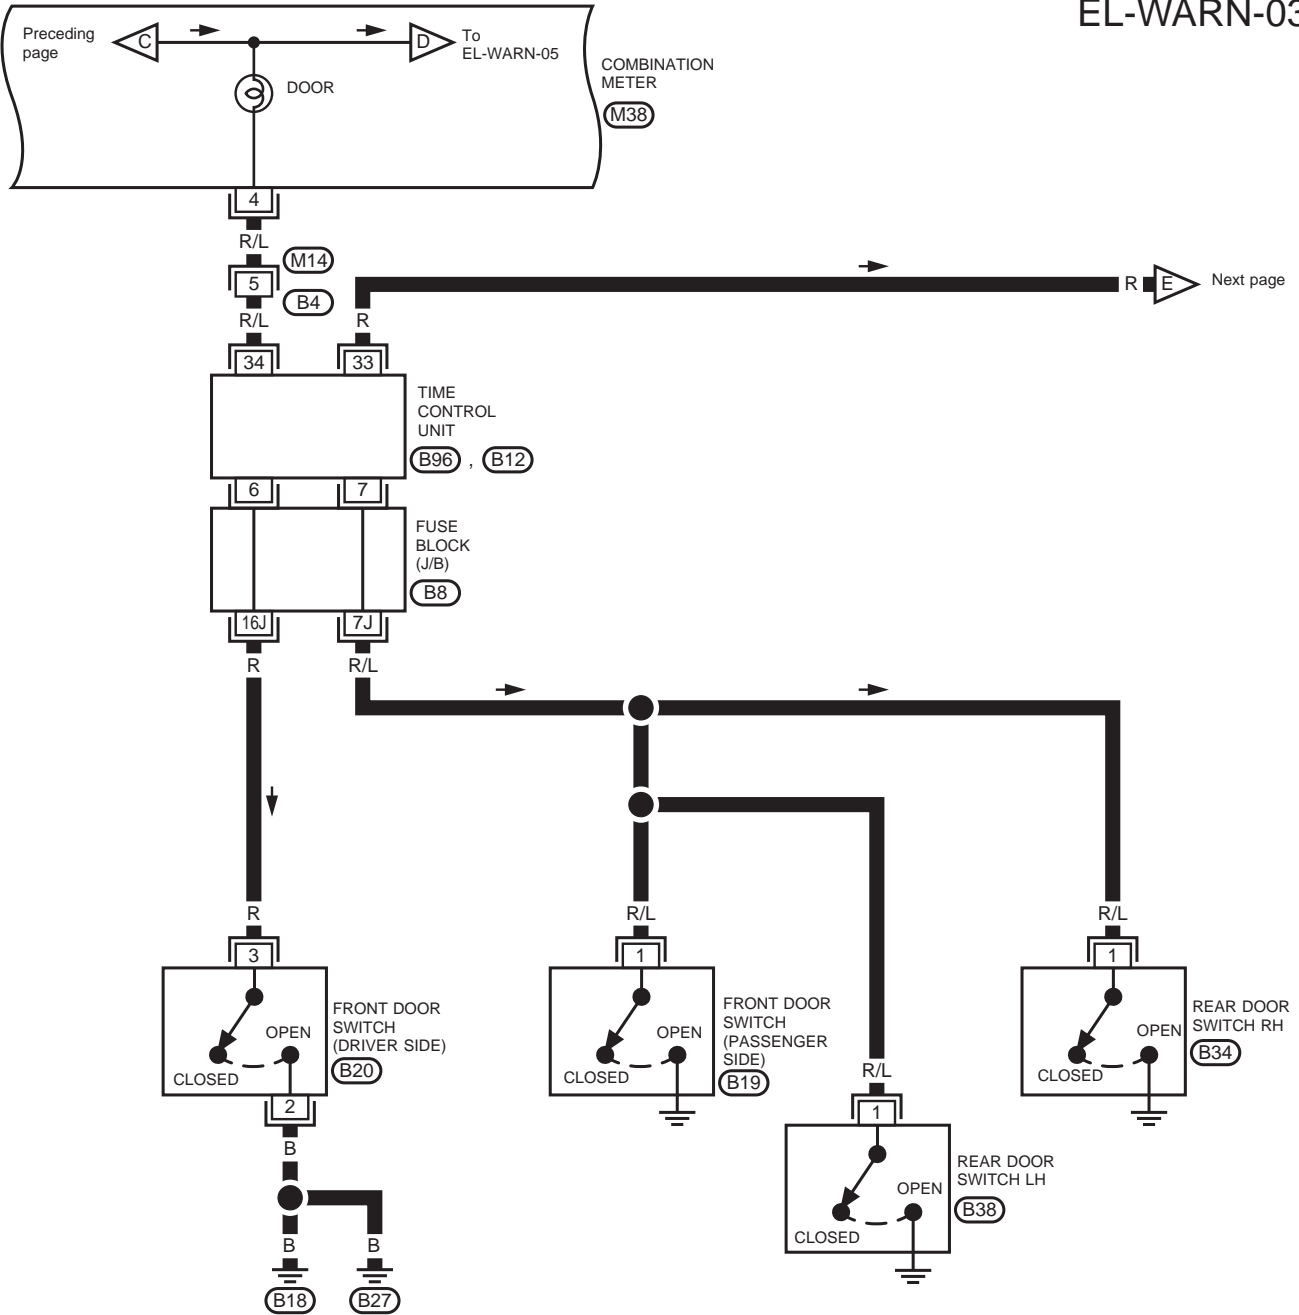 EL-WARN-03
Preceding
page
C
D
To
EL-WARN-05
DOOR
COMBINATION
METER
M38
4
R/L
M14
5
B4
R/L
R
R
E
Next page
34
33
TIME
CONTROL
UNIT
B96 , B12
6
7
FUSE
BLOCK
(J/B)
B8
16J
7J
R
R/L
R
R/L
R/L
3
1
1
OPEN
CLOSED
FRONT DOOR
SWITCH
(DRIVER SIDE)
B20
OPEN
CLOSED
FRONT DOOR
SWITCH
(PASSENGER
SIDE)
B19
OPEN
CLOSED
REAR DOOR
SWITCH RH
B34
R/L
1
2
B
OPEN
CLOSED
REAR DOOR
SWITCH LH
B38
B
B
B18
B27